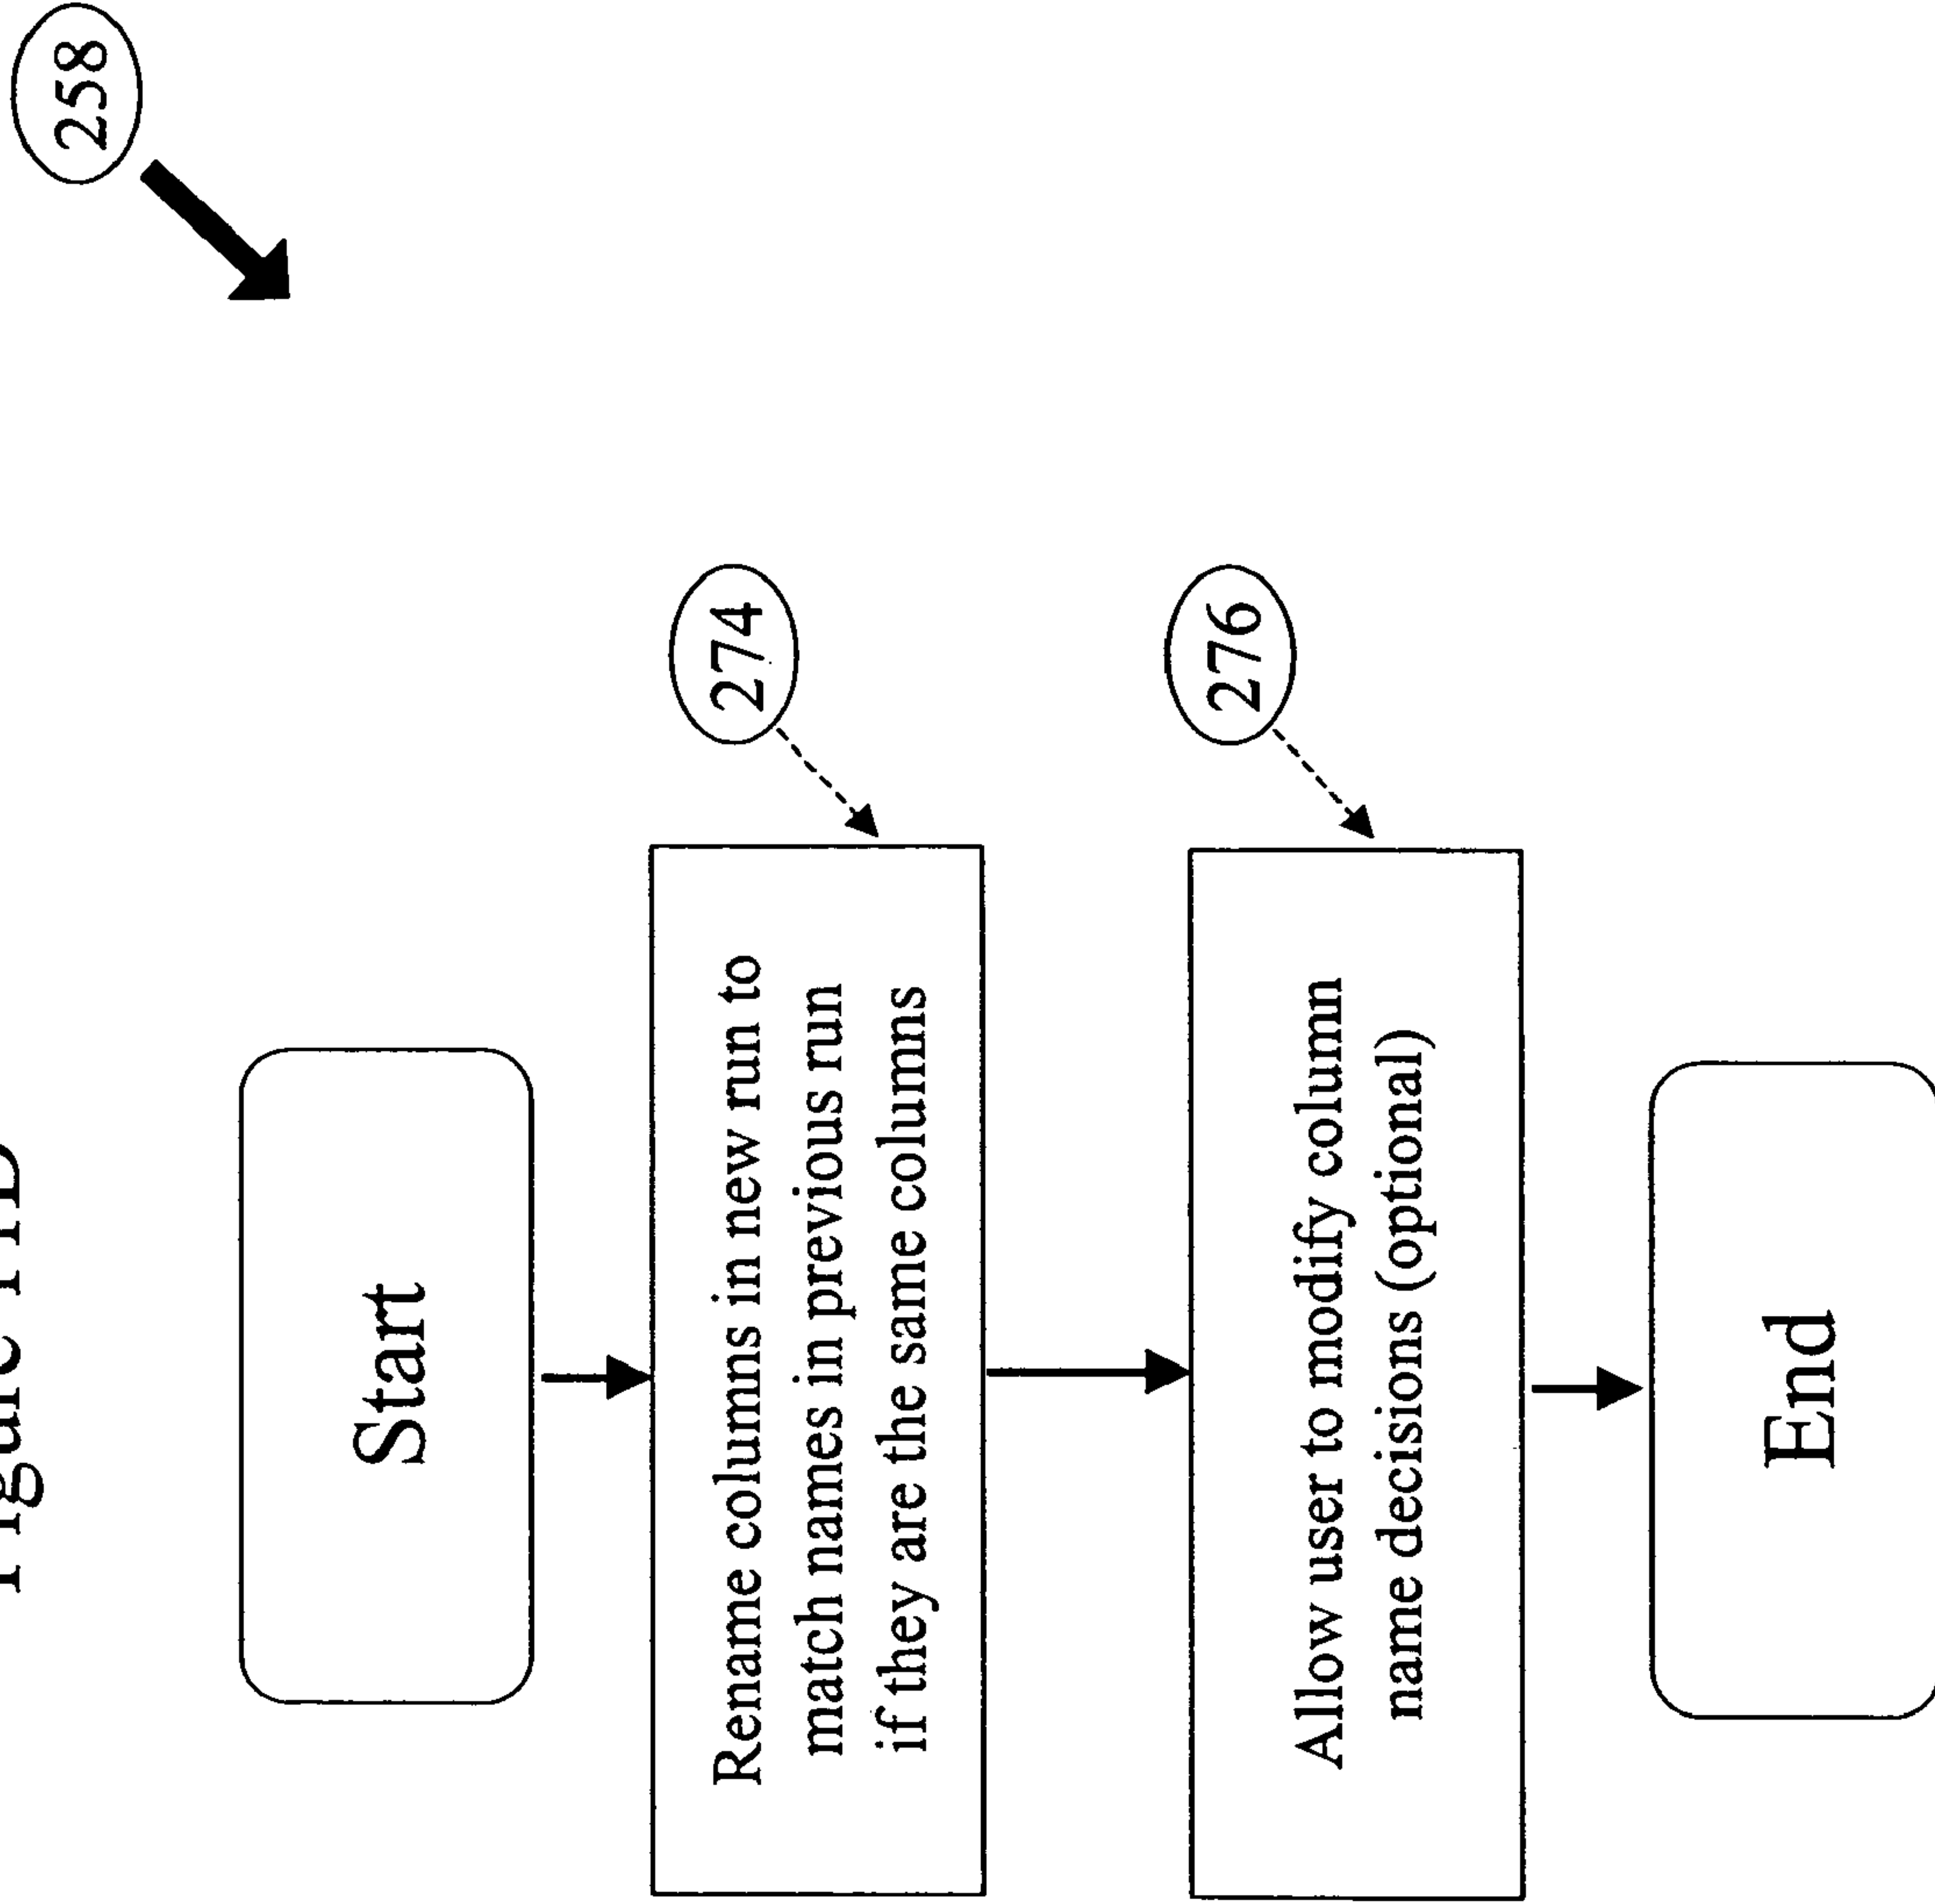 258
Start
274
Rename columns in new run to
match names in previous run
if they are the same columns
276
Allow user to modify column
name decisions (optional)
End